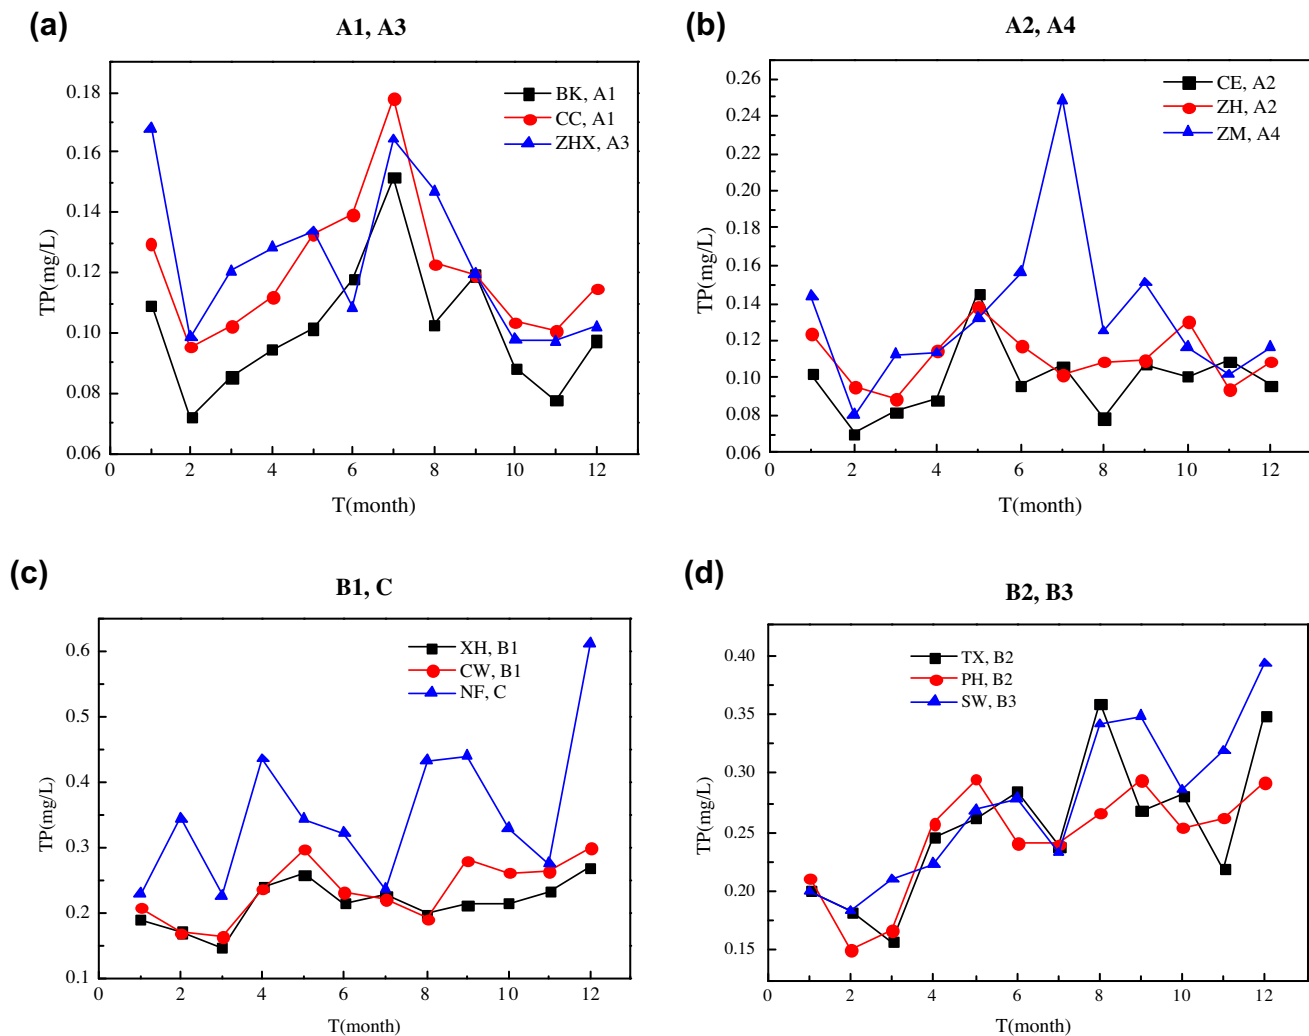 (a)
A1, A3
0.18
0.16
0.14
0.12
0.10
0.08
0.06
TP(mg/L)
BK, A1
CC, A1
ZHX, A3
0 2 4 6 8 10 12
T(month)
(b)
A2, A4
0.26
0.24
0.22
0.20
0.18
0.16
0.14
0.12
0.10
0.08
0.06
TP(mg/L)
CE, A2
ZH, A2
ZM, A4
0 2 4 6 8 10 12
T(month)
(c)
B1, C
0.6
0.5
0.4
0.3
0.2
0.1
TP(mg/L)
XH, B1
CW, B1
NF, C
0 2 4 6 8 10 12
T(month)
(d)
B2, B3
0.40
0.35
0.30
0.25
0.20
0.15
TP(mg/L)
TX, B2
PH, B2
SW, B3
0 2 4 6 8 10 12
T(month)